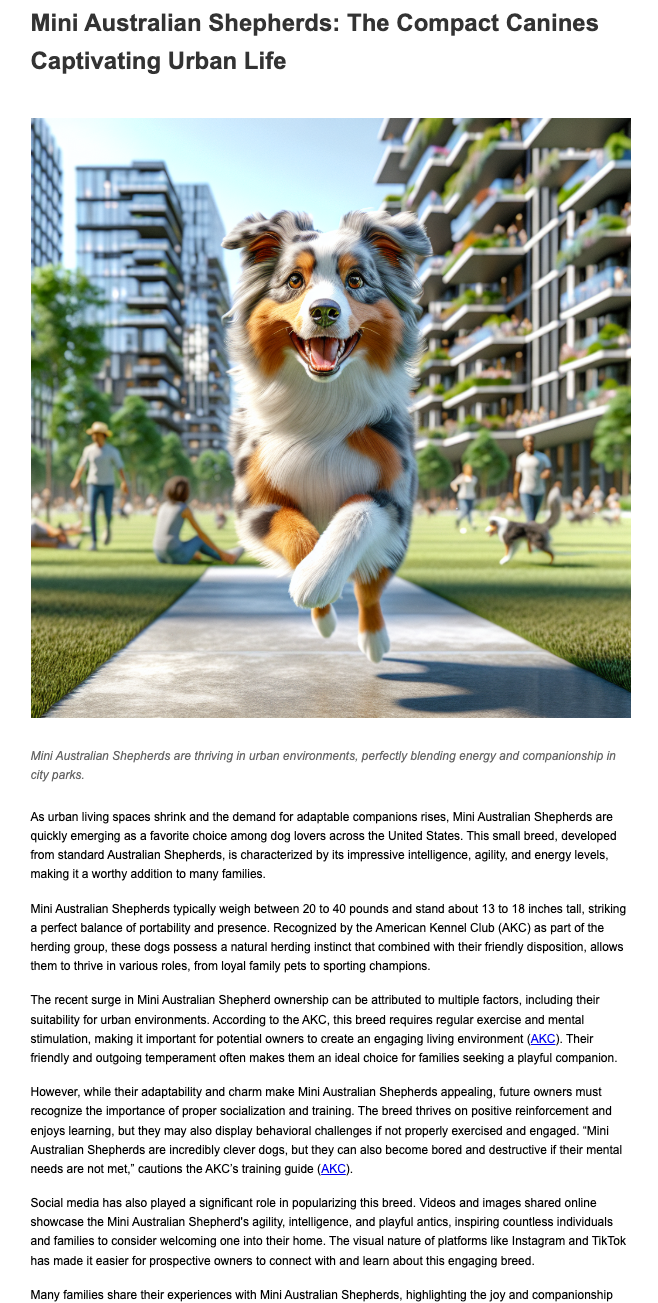 Mini Australian Shepherds: The Compact Canines
Captivating Urban Life
Mini Australian Shepherds are thriving in urban environments, perfectly blending energy and companionship in
city parks.
As urban living spaces shrink and the demand for adaptable companions rises, Mini Australian Shepherds are
quickly emerging as a favorite choice among dog lovers across the United States. This small breed, developed
from standard Australian Shepherds, is characterized by its impressive intelligence, agility, and energy levels,
making it a worthy addition to many families.
Mini Australian Shepherds typically weigh between 20 to 40 pounds and stand about 13 to 18 inches tall, striking
a perfect balance of portability and presence. Recognized by the American Kennel Club (AKC) as part of the
herding group, these dogs possess a natural herding instinct that combined with their friendly disposition, allows
them to thrive in various roles, from loyal family pets to sporting champions.
The recent surge in Mini Australian Shepherd ownership can be attributed to multiple factors, including their
suitability for urban environments. According to the AKC, this breed requires regular exercise and mental
stimulation, making it important for potential owners to create an engaging living environment (AKC). Their
friendly and outgoing temperament often makes them an ideal choice for families seeking a playful companion.
However, while their adaptability and charm make Mini Australian Shepherds appealing, future owners must
recognize the importance of proper socialization and training. The breed thrives on positive reinforcement and
enjoys learning, but they may also display behavioral challenges if not properly exercised and engaged. “Mini
Australian Shepherds are incredibly clever dogs, but they can also become bored and destructive if their mental
needs are not met,” cautions the AKC’s training guide (AKC).
Social media has also played a significant role in popularizing this breed. Videos and images shared online
showcase the Mini Australian Shepherd's agility, intelligence, and playful antics, inspiring countless individuals
and families to consider welcoming one into their home. The visual nature of platforms like Instagram and TikTok
has made it easier for prospective owners to connect with and learn about this engaging breed.
Many families share their experiences with Mini Australian Shepherds, highlighting the joy and companionship